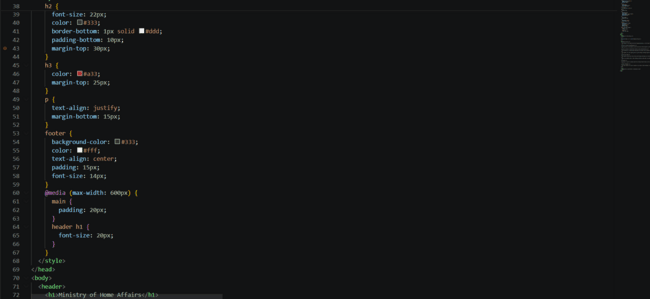 38 h2 {
39 font-size: 22px;
40 color: #333;
41 border-bottom: 1px solid #ddd;
42 padding-bottom: 10px;
43 margin-top: 30px;
44 }
45 h3 {
46 color: #a33;
47 margin-top: 25px;
48 }
49 p {
50 text-align: justify;
51 margin-bottom: 15px;
52 }
53 footer {
54 background-color: #333;
55 color: #fff;
56 text-align: center;
57 padding: 15px;
58 font-size: 14px;
59 }
60 @media (max-width: 600px) {
61 main {
62 padding: 20px;
63 }
64 header h1 {
65 font-size: 20px;
66 }
67 }
68 </style>
69 </head>
70 <body>
71 <header>
72 <h1>Ministry of Home Affairs</h1>